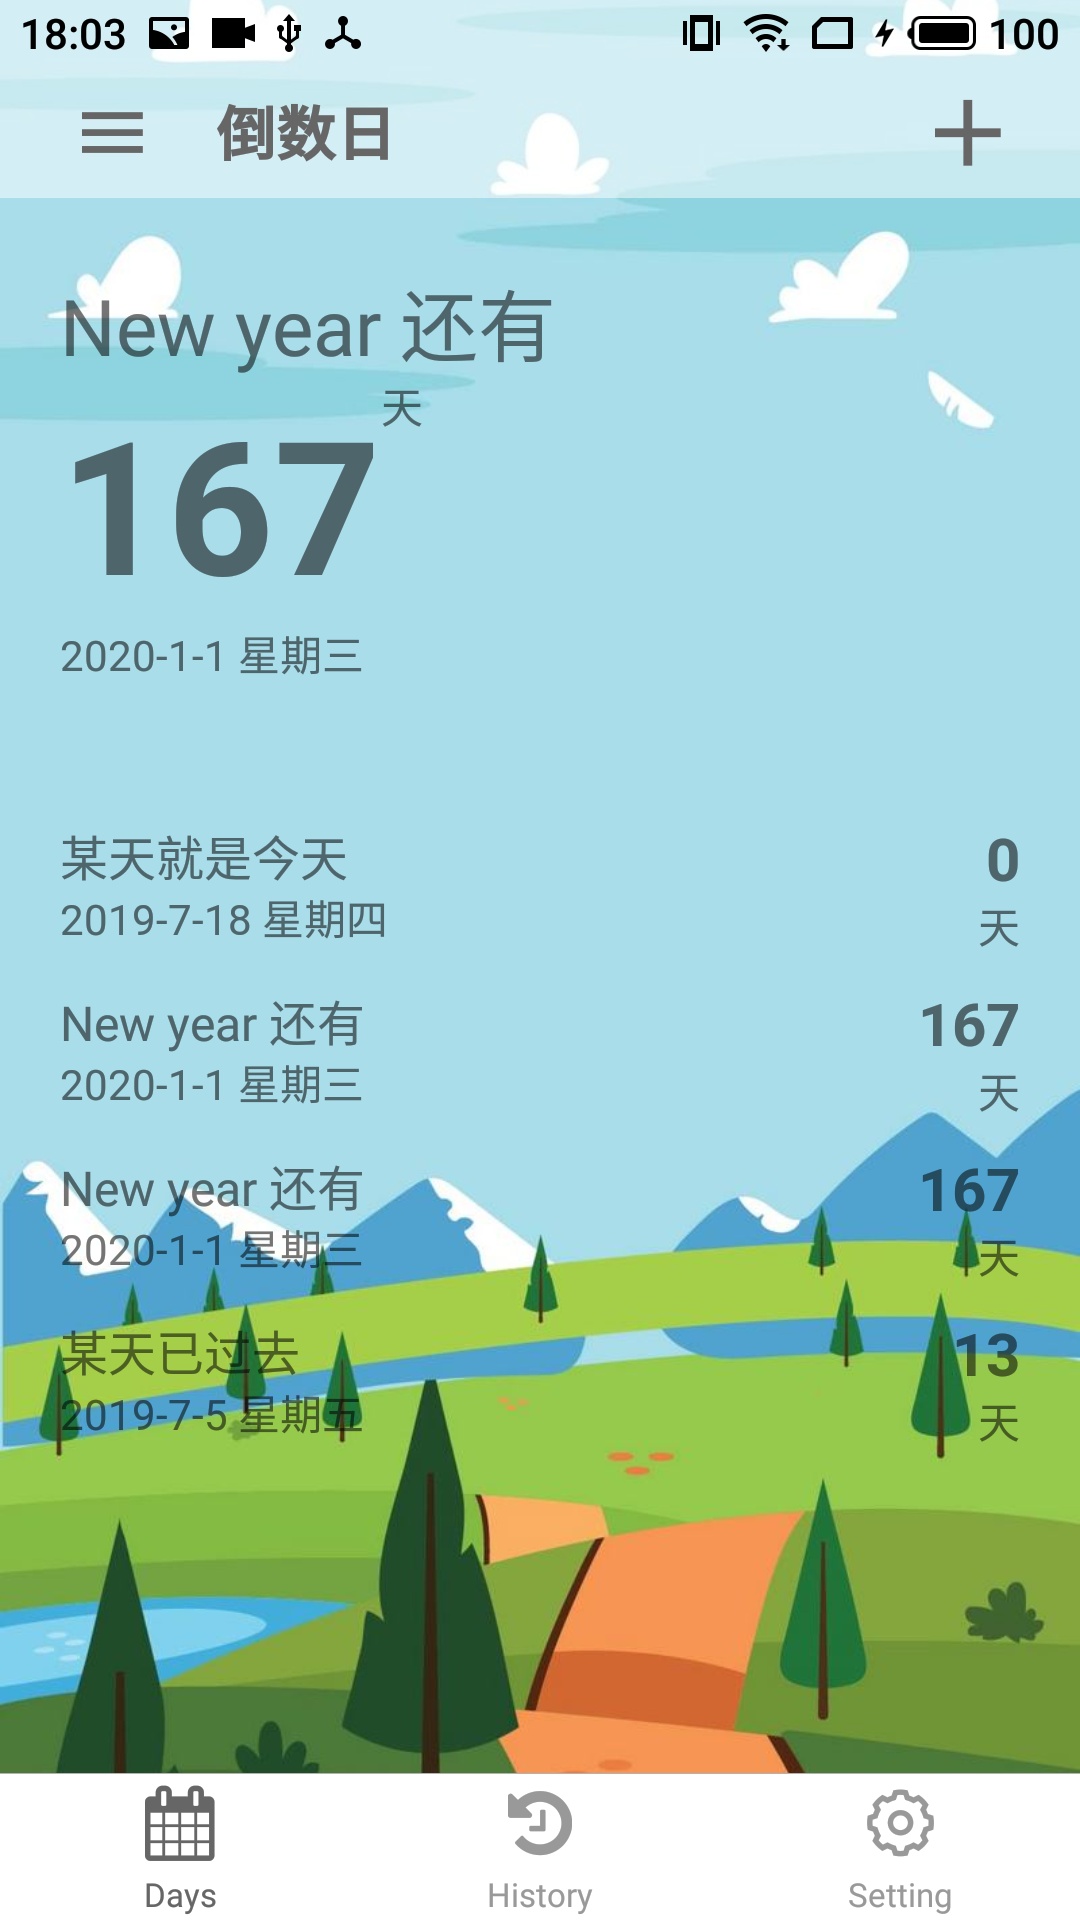 18:03 100
倒数日
New year 还有
167 天
2020-1-1 星期三
某天就是今天 0
2019-7-18 星期四 天
New year 还有 167
2020-1-1 星期三 天
New year 还有 167
2020-1-1 星期三 天
某天已过去 13
2019-7-5 星期五 天
Days History Setting